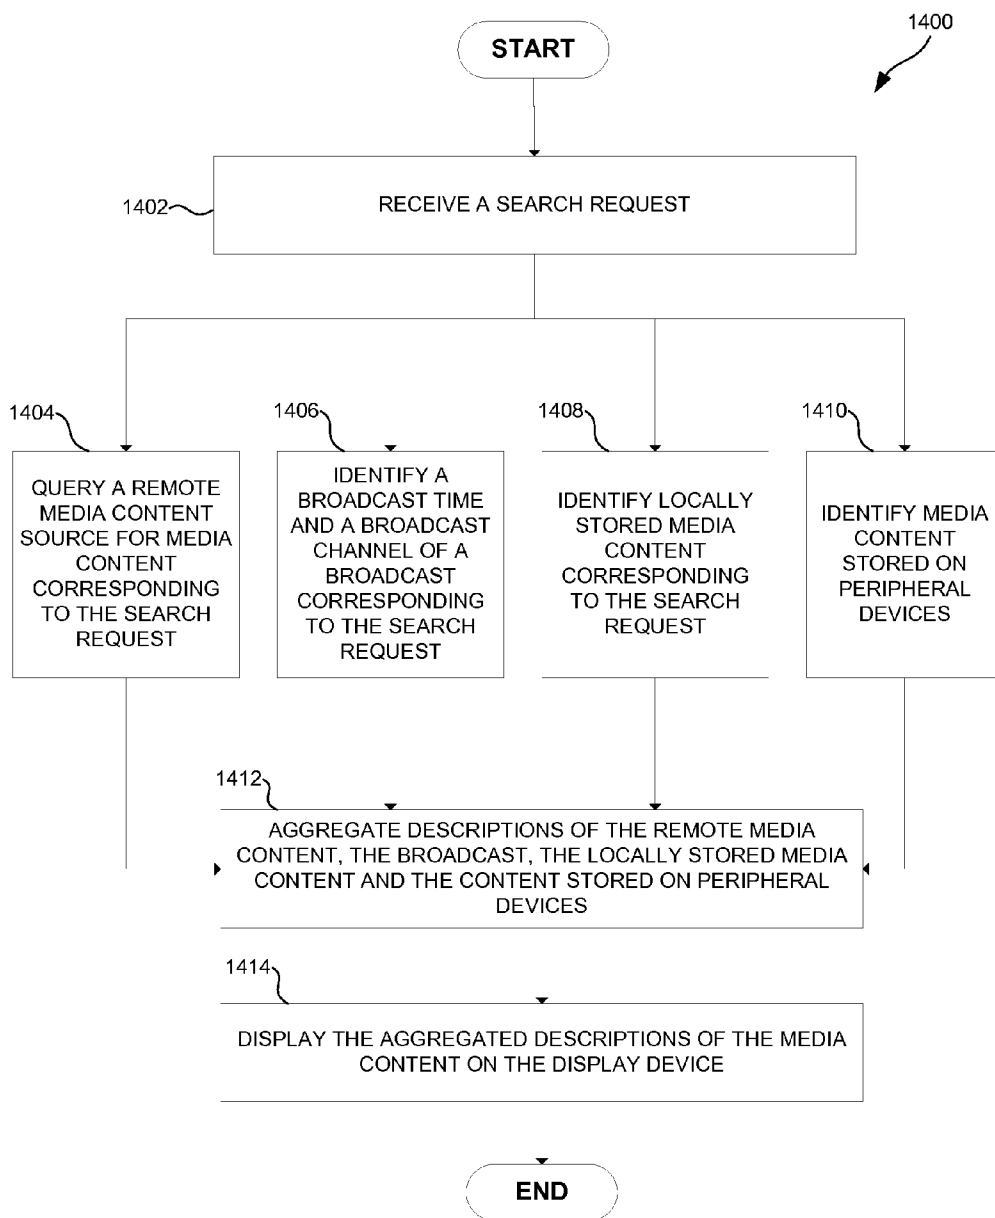 1400
START
1402
RECEIVE A SEARCH REQUEST
1404
QUERY A REMOTE
MEDIA CONTENT
SOURCE FOR MEDIA
CONTENT
CORRESPONDING
TO THE SEARCH
REQUEST
1406
IDENTIFY A
BROADCAST TIME
AND A BROADCAST
CHANNEL OF A
BROADCAST
CORRESPONDING
TO THE SEARCH
REQUEST
1408
IDENTIFY LOCALLY
STORED MEDIA
CONTENT
CORRESPONDING
TO THE SEARCH
REQUEST
1410
IDENTIFY MEDIA
CONTENT
STORED ON
PERIPHERAL
DEVICES
1412
AGGREGATE DESCRIPTIONS OF THE REMOTE MEDIA
CONTENT, THE BROADCAST, THE LOCALLY STORED MEDIA
CONTENT AND THE CONTENT STORED ON PERIPHERAL
DEVICES
1414
DISPLAY THE AGGREGATED DESCRIPTIONS OF THE MEDIA
CONTENT ON THE DISPLAY DEVICE
END